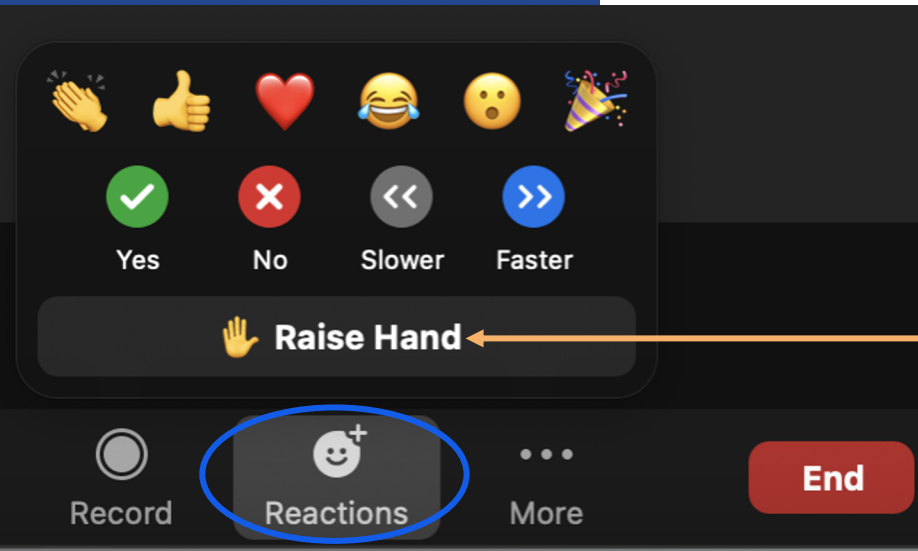 Yes No Slower Faster
Raise Hand
Record Reactions More End